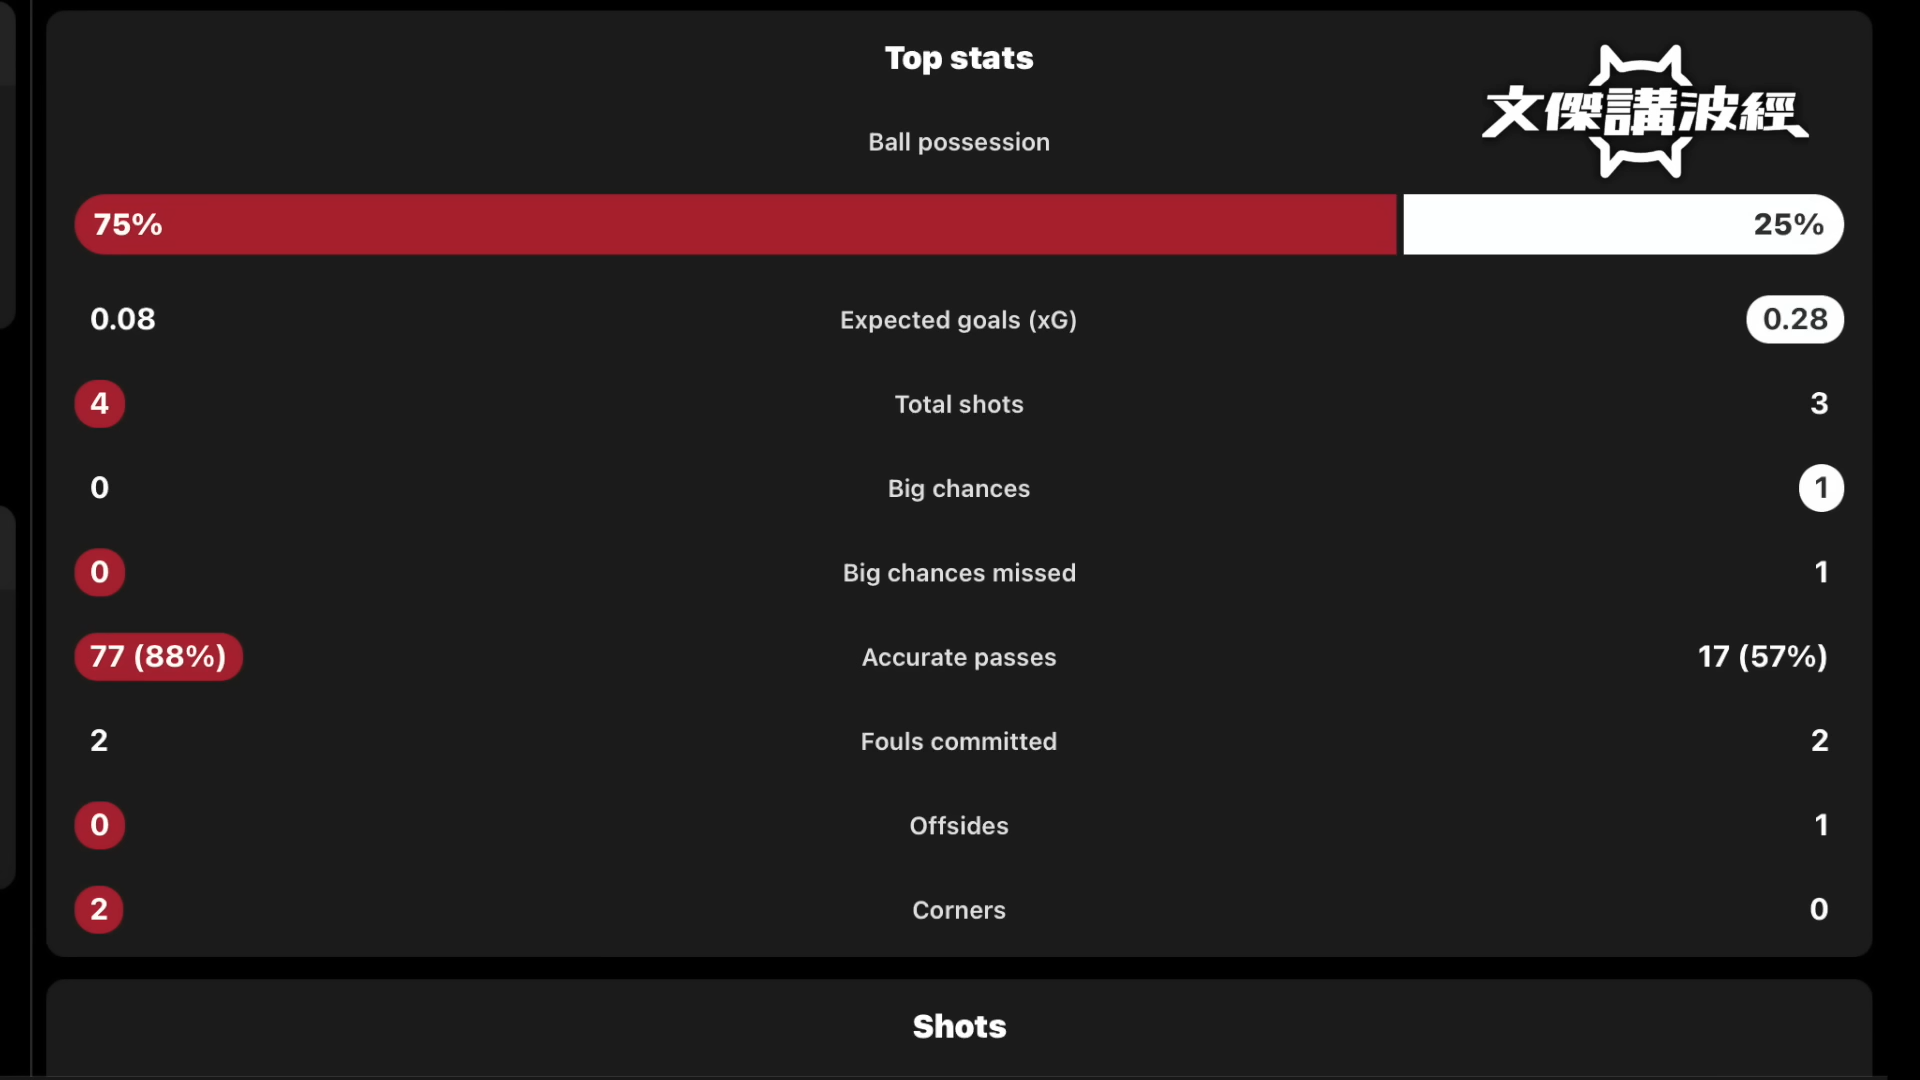 Top stats
文傑講波經
Ball possession
75% 25%
0.08 Expected goals (xG) 0.28
4 Total shots 3
0 Big chances 1
0 Big chances missed 1
77 (88%) Accurate passes 17 (57%)
2 Fouls committed 2
0 Offsides 1
2 Corners 0
Shots